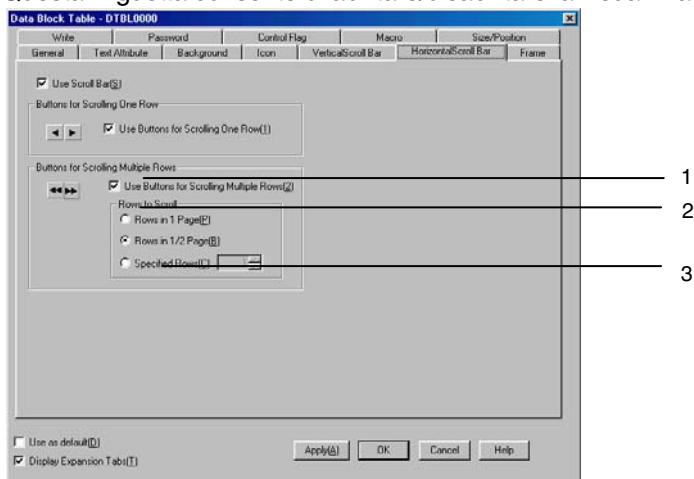 Data Block Table - DTBL0000
Write Password Control Flag Macro Size/Position
General Text Attribute Background Icon VerticalScroll Bar HorizontalScroll Bar Frame
Use Scroll Bar(S)
Buttons for Scrolling One Row
Use Buttons for Scrolling One Row(1)
Buttons for Scrolling Multiple Rows
1
Use Buttons for Scrolling Multiple Rows(2)
Rows to Scroll
2
Rows in 1 Page(P)
Rows in 1/2 Page(B)
Specified Rows(C)
3
Use as default(D)
Display Expansion Tabs(T)
Apply(A) OK Cancel Help